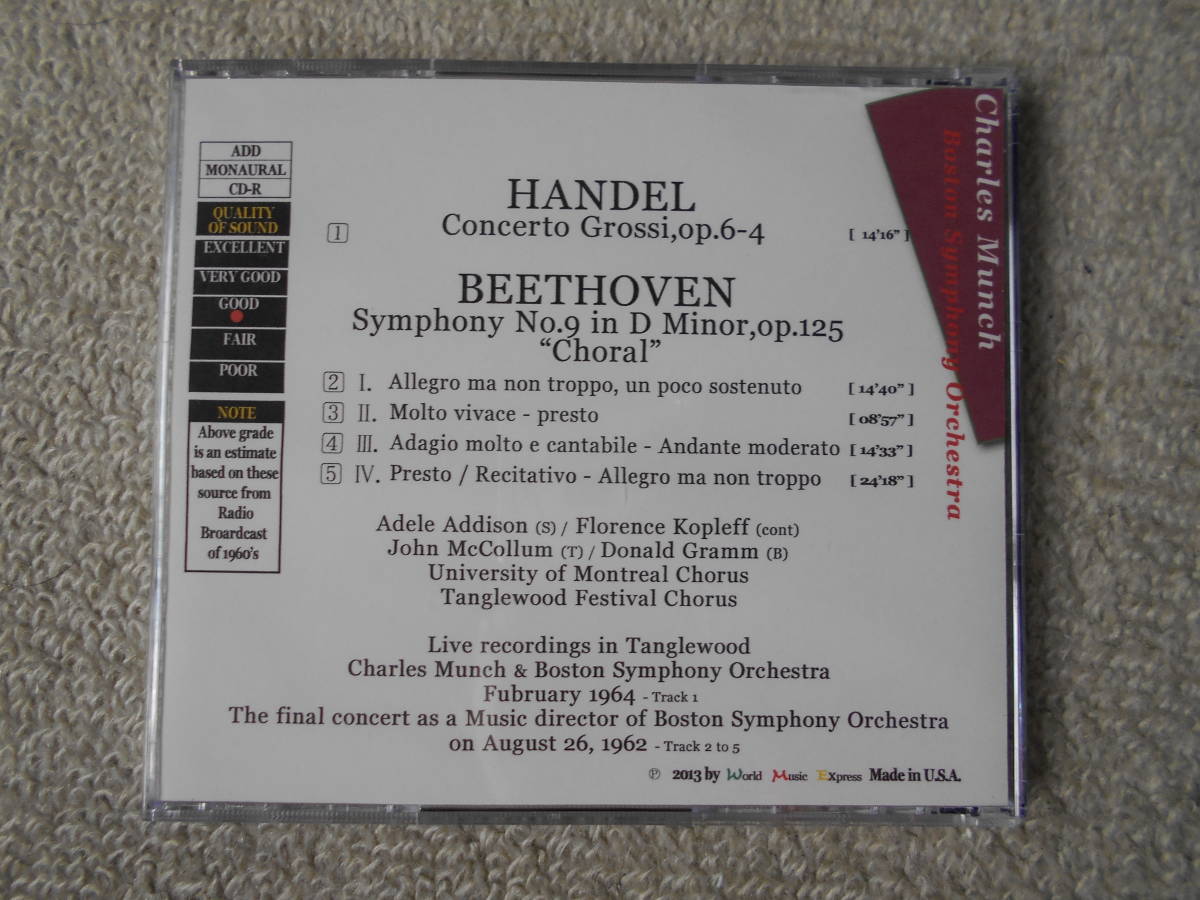 ADD
MONAURAL
CD-R
QUALITY
OF SOUND
EXCELLENT
VERY GOOD
GOOD
FAIR
POOR
NOTE
Above grade
is an estimate
based on these
source from
Radio
Broardcast
of 1960's
HANDEL
1 Concerto Grossi,op.6-4 [ 14'16" ]
BEETHOVEN
Symphony No.9 in D Minor,op.125
"Choral"
2 I. Allegro ma non troppo, un poco sostenuto [ 14'40" ]
3 II. Molto vivace - presto [ 08'57" ]
4 III. Adagio molto e cantabile - Andante moderato [ 14'33" ]
5 IV. Presto / Recitativo - Allegro ma non troppo [ 24'18" ]
Adele Addison (S) / Florence Kopleff (cont)
John McCollum (T) / Donald Gramm (B)
University of Montreal Chorus
Tanglewood Festival Chorus
Live recordings in Tanglewood
Charles Munch & Boston Symphony Orchestra
Fubruary 1964 - Track 1
The final concert as a Music director of Boston Symphony Orchestra
on August 26, 1962 - Track 2 to 5
℗ 2013 by World Music EXpress Made in U.S.A.
Charles Munch
Boston Symphony Orchestra